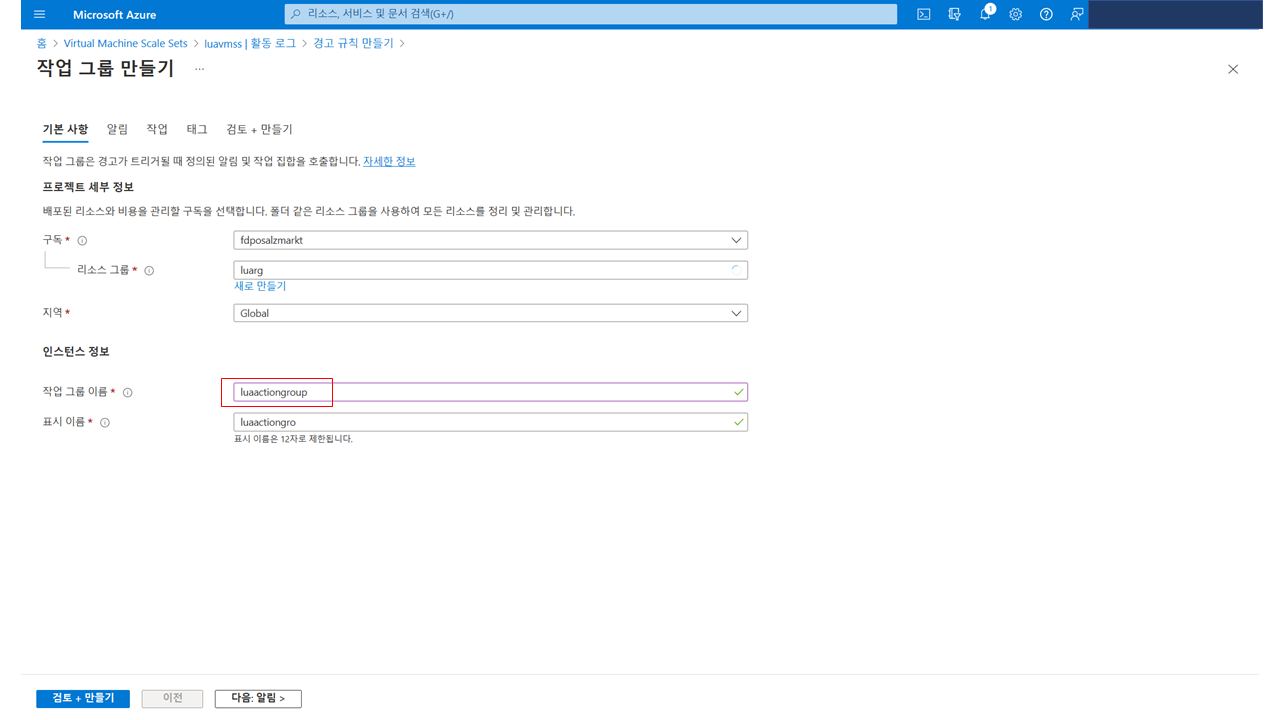 Microsoft Azure
리소스, 서비스 및 문서 검색(G+/)
1
홈 > Virtual Machine Scale Sets > luavmss | 활동 로그 > 경고 규칙 만들기 >
작업 그룹 만들기 ...
기본 사항 알림 작업 태그 검토 + 만들기
작업 그룹은 경고가 트리거될 때 정의된 알림 및 작업 집합을 호출합니다. 자세한 정보
프로젝트 세부 정보
배포된 리소스와 비용을 관리할 구독을 선택합니다. 폴더 같은 리소스 그룹을 사용하여 모든 리소스를 정리 및 관리합니다.
구독 * fdposalzmarkt
리소스 그룹 * luarg
새로 만들기
지역 * Global
인스턴스 정보
작업 그룹 이름 * luaactiongroup
표시 이름 * luaactiongro
표시 이름은 12자로 제한됩니다.
검토 + 만들기 이전 다음: 알림 >